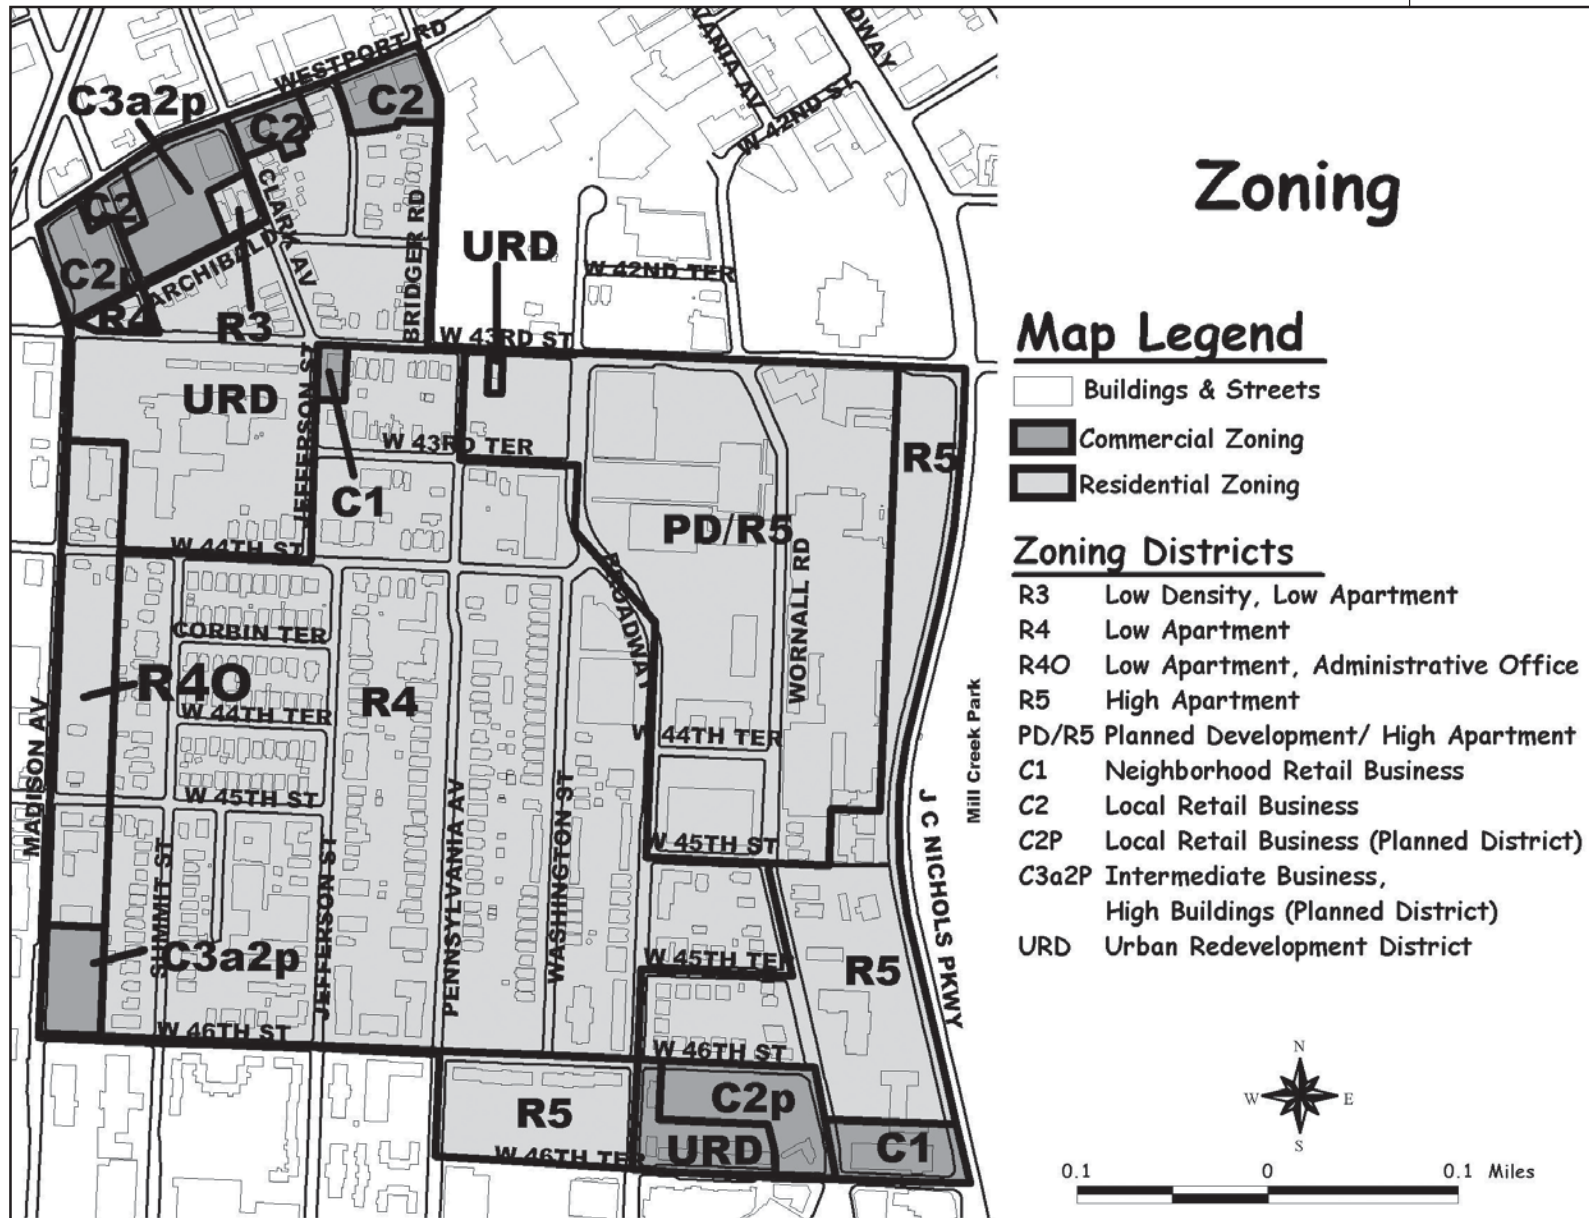 WESTPORT RD
VANIA AV
DWAY
C3a2p
C2
C2
W 42ND ST
Zoning
C2
CLARK AV
BRIDGER RD
URD
W 42ND TER
C2
ARCHIBALD
R4
R3
W 43RD ST
Map Legend
Buildings & Streets
Commercial Zoning
Residential Zoning
URD
JEFFERSON ST
W 43RD TER
R5
C1
PD/R5
W 44TH ST
BROADWAY
WORNALL RD
Zoning Districts
R3 Low Density, Low Apartment
R4 Low Apartment
R4O Low Apartment, Administrative Office
R5 High Apartment
PD/R5 Planned Development/ High Apartment
C1 Neighborhood Retail Business
C2 Local Retail Business
C2P Local Retail Business (Planned District)
C3a2P Intermediate Business,
High Buildings (Planned District)
URD Urban Redevelopment District
CORBIN TER
R4O
R4
W 44TH TER
W 44TH TER
Mill Creek Park
MADISON AV
W 45TH ST
W 45TH ST
SUMMIT ST
JEFFERSON ST
PENNSYLVANIA AV
WASHINGTON ST
J C NICHOLS PKWY
C3a2p
W 45TH TER
R5
W 46TH ST
W 46TH ST
C2p
R5
URD
C1
W 46TH TER
N
W E
S
0.1 0 0.1 Miles